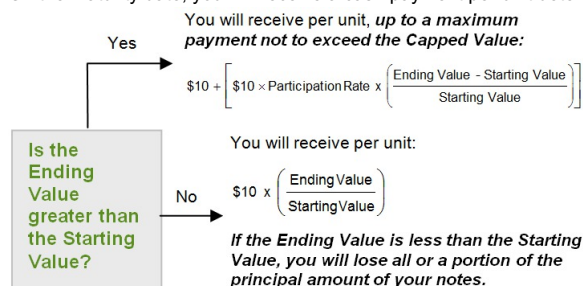 You will receive per unit, up to a maximum
payment not to exceed the Capped Value:
Yes
$10 + [$10 × Participation Rate x (Ending Value - Starting Value / Starting Value)]
Is the
Ending
Value
greater than
the Starting
Value?
No
You will receive per unit:
$10 x (Ending Value / Starting Value)
If the Ending Value is less than the Starting
Value, you will lose all or a portion of the
principal amount of your notes.